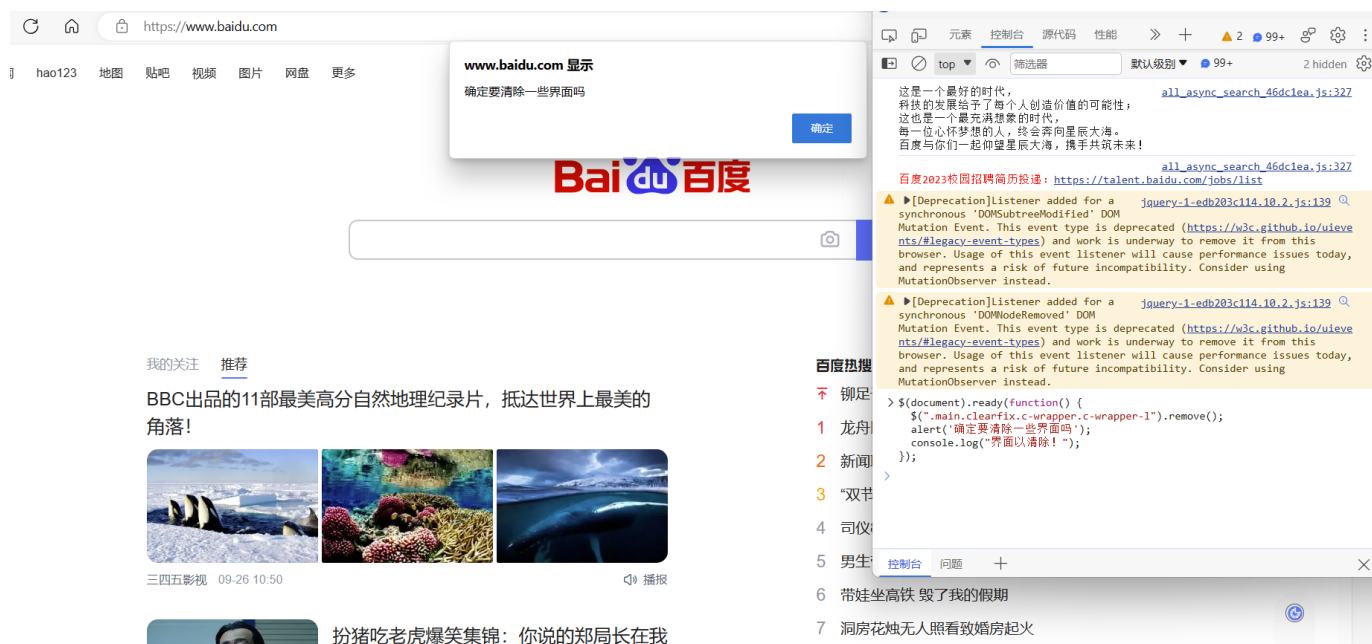 https://www.baidu.com
hao123 地图 贴吧 视频 图片 网盘 更多
www.baidu.com 显示
确定要清除一些界面吗
确定
Bai du 百度
我的关注 推荐
BBC出品的11部最美高分自然地理纪录片，抵达世界上最美的
角落！
三四五影视 09-26 10:50
播报
扮猪吃老虎爆笑集锦：你说的郑局长在我
百度热搜
铆足
1 龙舟
2 新闻
3 “双节
4 司仪
5 男生
6 带娃坐高铁 毁了我的假期
7 洞房花烛无人照看致婚房起火
元素 控制台 源代码 性能
2 99+
top 筛选器 默认级别 99+ 2 hidden
这是一个最好的时代， all_async_search_46dc1ea.js:327
科技的发展给予了每个人创造价值的可能性；
这也是一个最充满想象的时代，
每一位心怀梦想的人，终会奔向星辰大海。
百度与你们一起仰望星辰大海，携手共筑未来！
all_async_search_46dc1ea.js:327
百度2023校园招聘简历投递：https://talent.baidu.com/jobs/list
[Deprecation]Listener added for a jquery-1-edb203c114.10.2.js:139
synchronous 'DOMSubtreeModified' DOM
Mutation Event. This event type is deprecated (https://w3c.github.io/uieve
nts/#legacy-event-types) and work is underway to remove it from this
browser. Usage of this event listener will cause performance issues today,
and represents a risk of future incompatibility. Consider using
MutationObserver instead.
[Deprecation]Listener added for a jquery-1-edb203c114.10.2.js:139
synchronous 'DOMNodeRemoved' DOM
Mutation Event. This event type is deprecated (https://w3c.github.io/uieve
nts/#legacy-event-types) and work is underway to remove it from this
browser. Usage of this event listener will cause performance issues today,
and represents a risk of future incompatibility. Consider using
MutationObserver instead.
> $(document).ready(function() {
$(".main.clearfix.c-wrapper.c-wrapper-l").remove();
alert('确定要清除一些界面吗');
console.log("界面以清除！");
});
控制台 问题